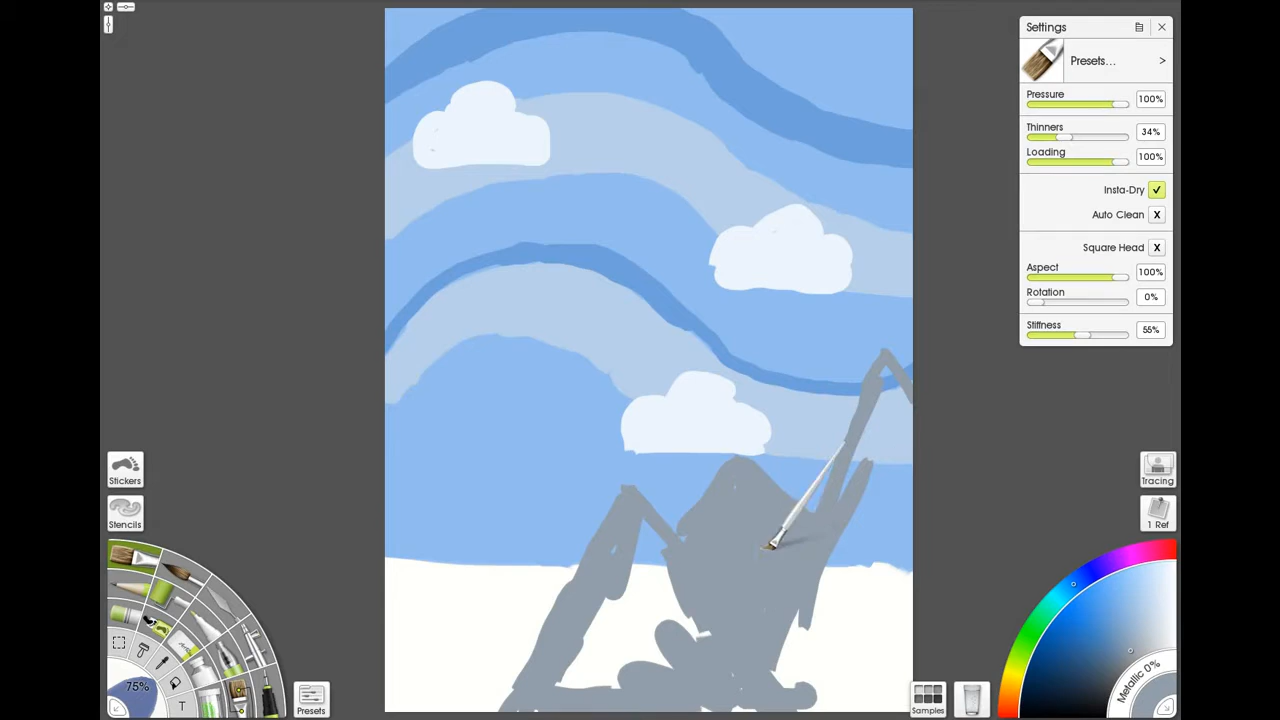 Settings
Presets... >
Pressure 100%
Thinners 34%
Loading 100%
Insta-Dry
Auto Clean X
Square Head X
Aspect 100%
Rotation 0%
Stiffness 55%
Stickers
Stencils
Tracing
1 Ref
75%
T
Presets
Samples
Metallic 0%